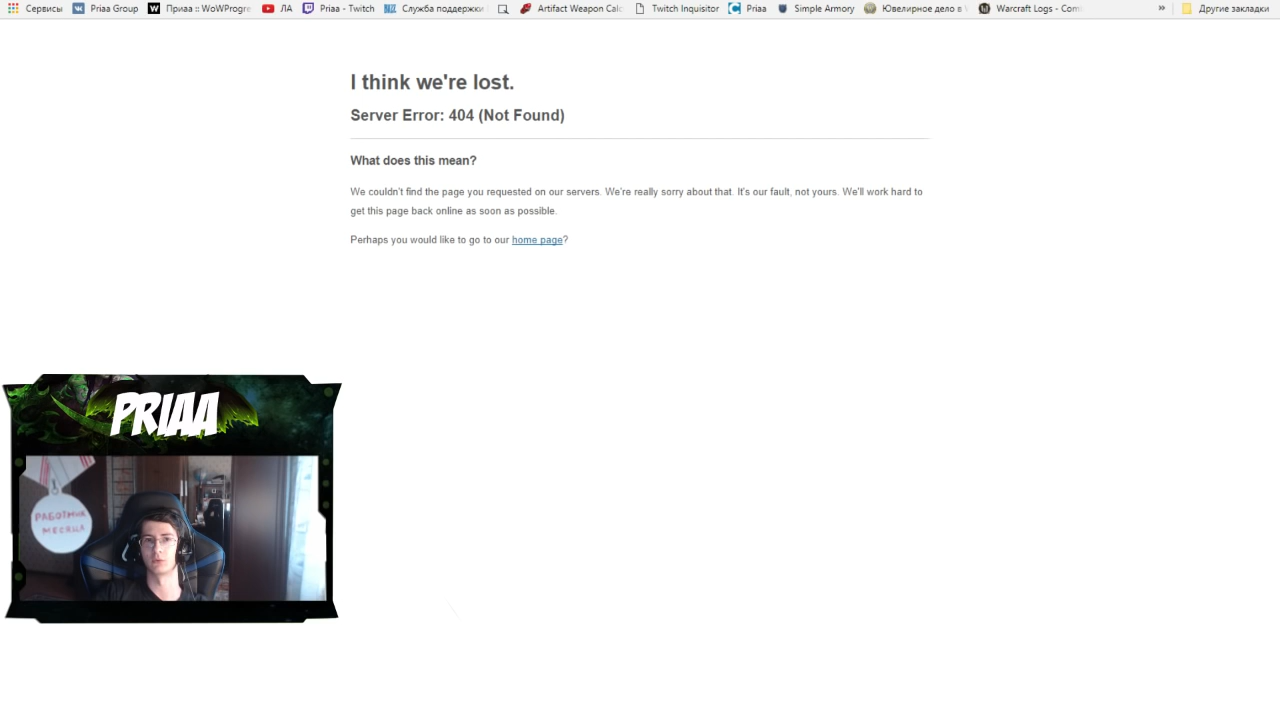 Сервисы Priaa Group Приаа :: WoWProgre ЛА Priaa - Twitch Служба поддержки Artifact Weapon Calc Twitch Inquisitor Priaa Simple Armory Ювелирное дело в Warcraft Logs - Com » Другие закладки
I think we're lost.
Server Error: 404 (Not Found)
What does this mean?
We couldn't find the page you requested on our servers. We're really sorry about that. It's our fault, not yours. We'll work hard to
get this page back online as soon as possible.
Perhaps you would like to go to our home page?
PRIAA
РАБОТНИК
МЕСЯЦА